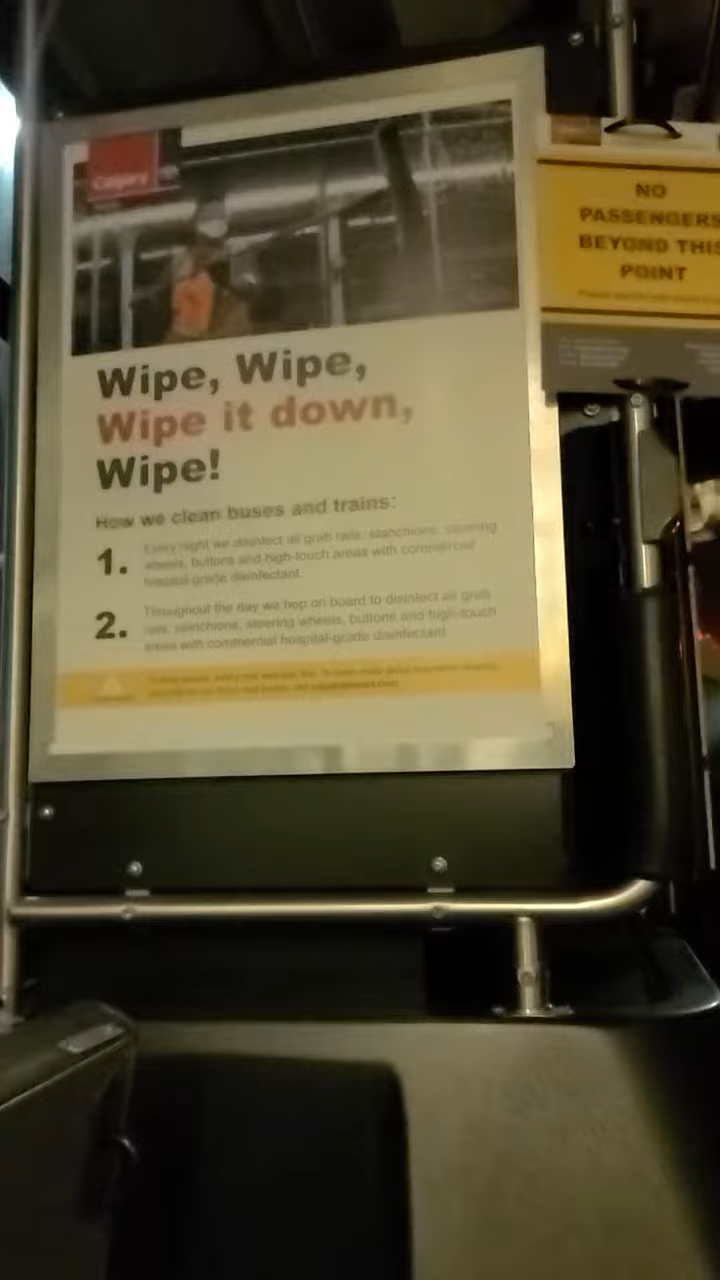 Calgary
Wipe, Wipe,
Wipe it down,
Wipe!
How we clean buses and trains:
1. Every night we disinfect all grab rails, stanchions, steering
wheels, buttons and high-touch areas with commercial
hospital-grade disinfectant.
2. Throughout the day we hop on board to disinfect all grab
rails, stanchions, steering wheels, buttons and high-touch
areas with commercial hospital-grade disinfectant.
NO
PASSENGERS
BEYOND THIS
POINT